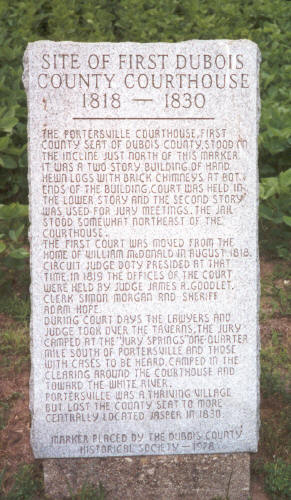 SITE OF FIRST DUBOIS
COUNTY COURTHOUSE
1818 — 1830
THE PORTERSVILLE COURTHOUSE, FIRST
COUNTY SEAT OF DUBOIS COUNTY, STOOD ON
THE INCLINE JUST NORTH OF THIS MARKER.
IT WAS A TWO STORY BUILDING OF HAND
HEWN LOGS WITH BRICK CHIMNEYS AT BOTH
ENDS OF THE BUILDING. COURT WAS HELD IN
THE LOWER STORY AND THE SECOND STORY
WAS USED FOR JURY MEETINGS. THE JAIL
STOOD SOMEWHAT NORTHEAST OF THE
COURTHOUSE.
THE FIRST COURT WAS MOVED FROM THE
HOME OF WILLIAM McDONALD IN AUGUST 1818.
CIRCUIT JUDGE DOTY PRESIDED AT THAT
TIME. IN 1819 THE OFFICES OF THE COURT
WERE HELD BY JUDGE JAMES R. GOODLET,
CLERK SIMON MORGAN AND SHERIFF
ADAM HOPE.
DURING COURT DAYS THE LAWYERS AND
JUDGE TOOK OVER THE TAVERNS, THE JURY
CAMPED AT THE "JURY SPRINGS" ONE QUARTER
MILE SOUTH OF PORTERSVILLE AND THOSE
WITH CASES TO BE HEARD, CAMPED IN THE
CLEARING AROUND THE COURTHOUSE AND
TOWARD THE WHITE RIVER.
PORTERSVILLE WAS A THRIVING VILLAGE
BUT LOST THE COUNTY SEAT TO MORE
CENTRALLY LOCATED JASPER IN 1830.
MARKER PLACED BY THE DUBOIS COUNTY
HISTORICAL SOCIETY — 1978